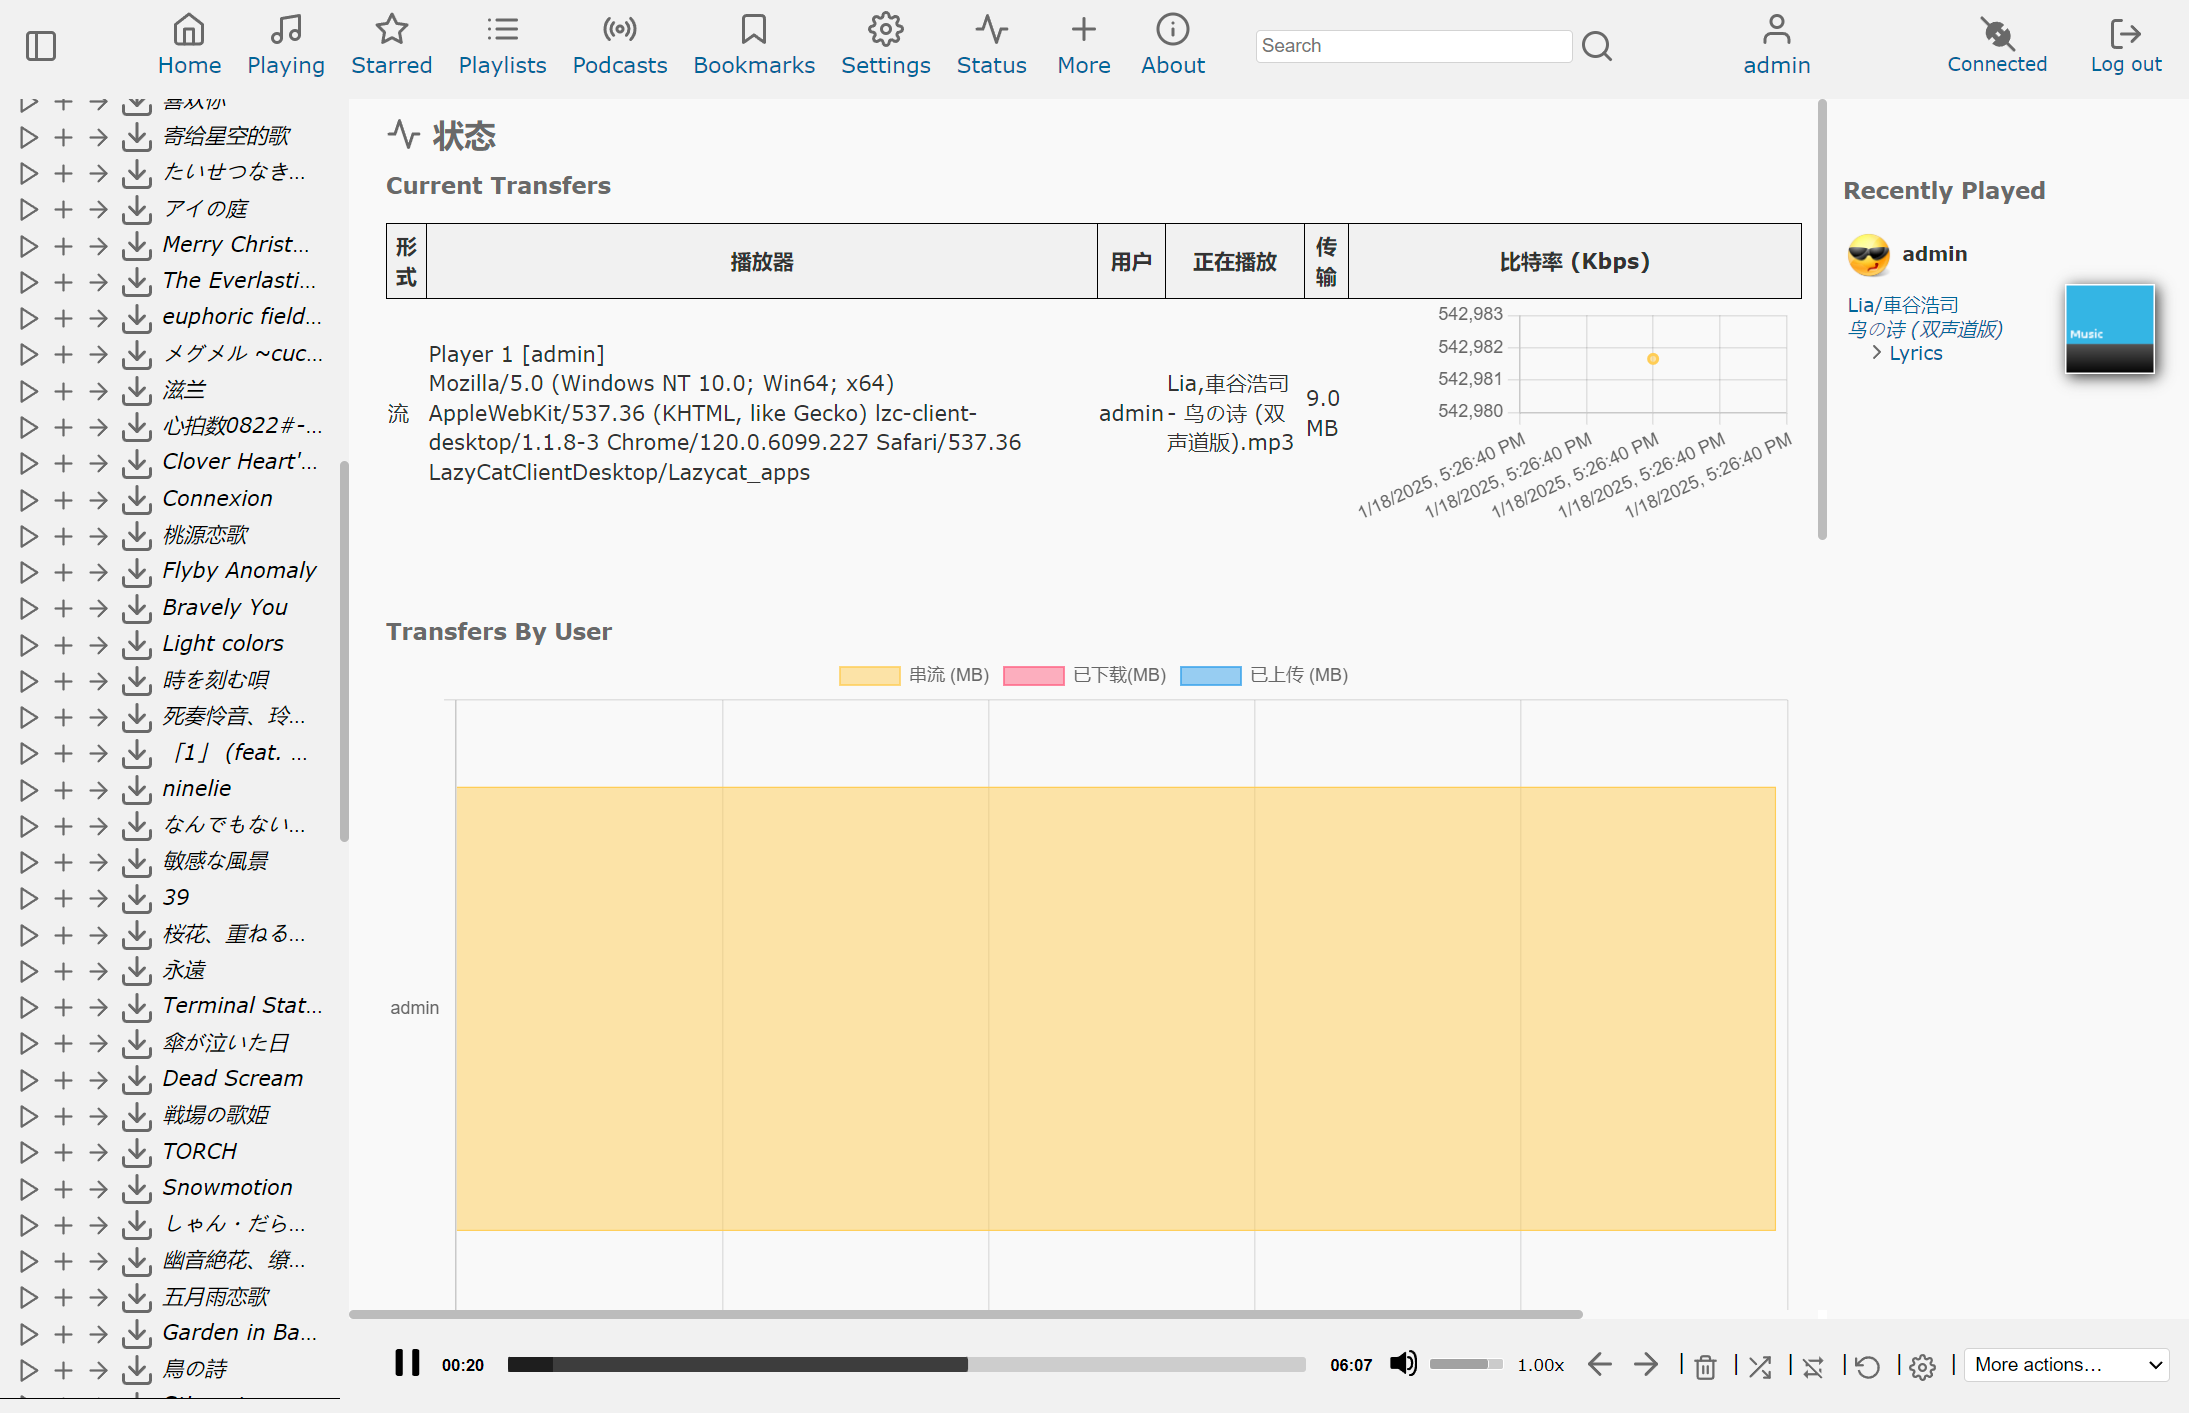 Home
Playing
Starred
Playlists
Podcasts
Bookmarks
Settings
Status
More
About
Search
admin
Connected
Log out
喜欢你
寄给星空的歌
たいせつなき...
アイの庭
Merry Christ...
The Everlasti...
euphoric field...
メグメル ~cuc...
滋兰
心拍数0822#-...
Clover Heart'...
Connexion
桃源恋歌
Flyby Anomaly
Bravely You
Light colors
時を刻む唄
死奏怜音、玲...
「1」 (feat. ...
ninelie
なんでもない...
敏感な風景
39
桜花、重ねる...
永遠
Terminal Stat...
傘が泣いた日
Dead Scream
戦場の歌姫
TORCH
Snowmotion
しゃん・だら...
幽音絶花、缭...
五月雨恋歌
Garden in Ba...
鳥の詩
状态
Current Transfers
形式
播放器
用户
正在播放
传输
比特率 (Kbps)
流
Player 1 [admin]
Mozilla/5.0 (Windows NT 10.0; Win64; x64)
AppleWebKit/537.36 (KHTML, like Gecko) lzc-client-
desktop/1.1.8-3 Chrome/120.0.6099.227 Safari/537.36
LazyCatClientDesktop/Lazycat_apps
admin
Lia,車谷浩司
- 鸟の诗 (双
声道版).mp3
9.0
MB
542,983
542,982
542,981
542,980
1/18/2025, 5:26:40 PM
1/18/2025, 5:26:40 PM
1/18/2025, 5:26:40 PM
1/18/2025, 5:26:40 PM
1/18/2025, 5:26:40 PM
Transfers By User
串流 (MB)
已下载(MB)
已上传 (MB)
admin
Recently Played
admin
Lia/車谷浩司
鸟の诗 (双声道版)
Lyrics
Music
00:20
06:07
1.00x
More actions...